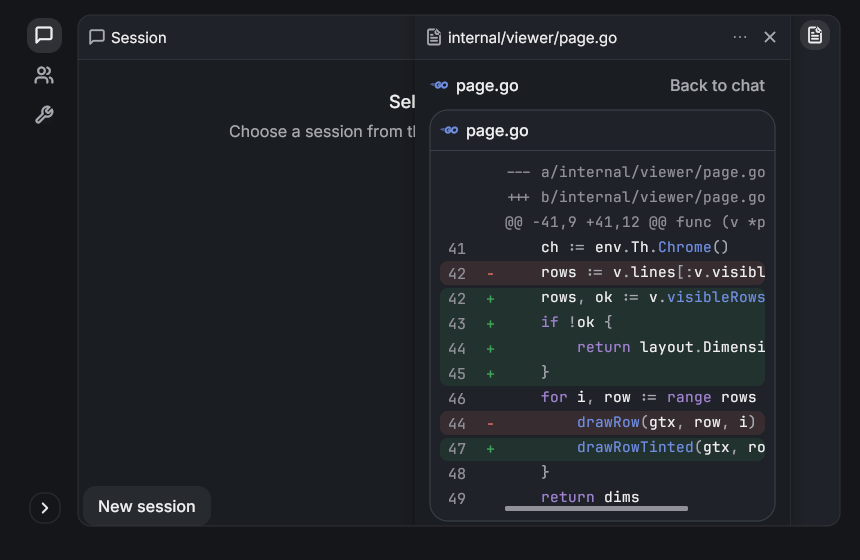 Session
internal/viewer/page.go
Sel
Choose a session from th
New session
page.go
Back to chat
page.go
--- a/internal/viewer/page.go
+++ b/internal/viewer/page.go
@@ -41,9 +41,12 @@ func (v *p
41 ch := env.Th.Chrome()
42 - rows := v.lines[:v.visibl
42 + rows, ok := v.visibleRows
43 + if !ok {
44 + return layout.Dimensi
45 + }
46 for i, row := range rows
44 - drawRow(gtx, row, i)
47 + drawRowTinted(gtx, ro
48 }
49 return dims